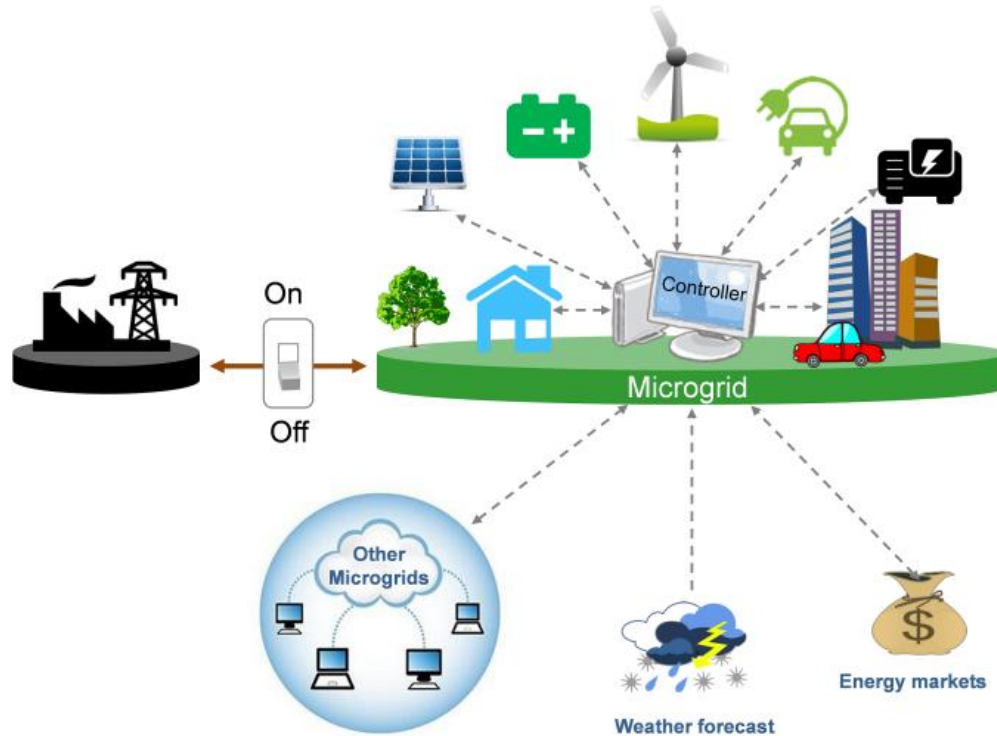 On
Off
Controller
Microgrid
Other
Microgrids
Weather forecast
Energy markets
$